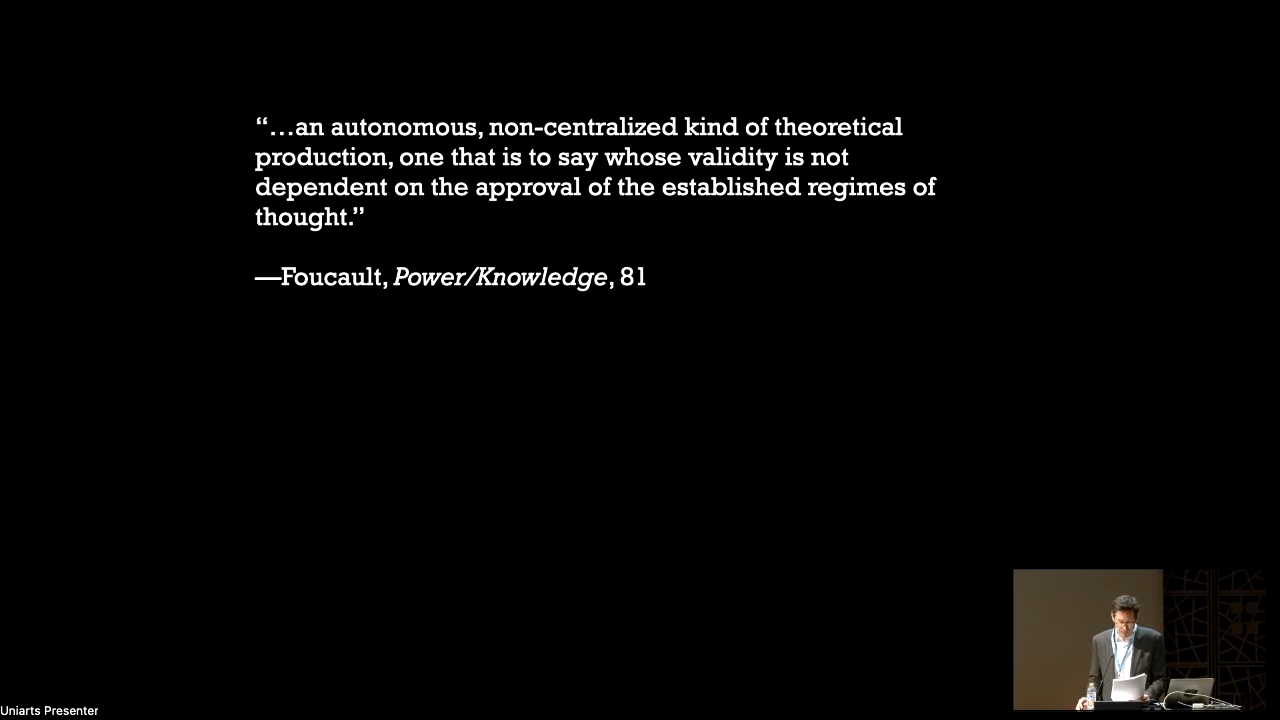 “…an autonomous, non-centralized kind of theoretical
production, one that is to say whose validity is not
dependent on the approval of the established regimes of
thought.”
—Foucault, Power/Knowledge, 81
Uniarts Presenter